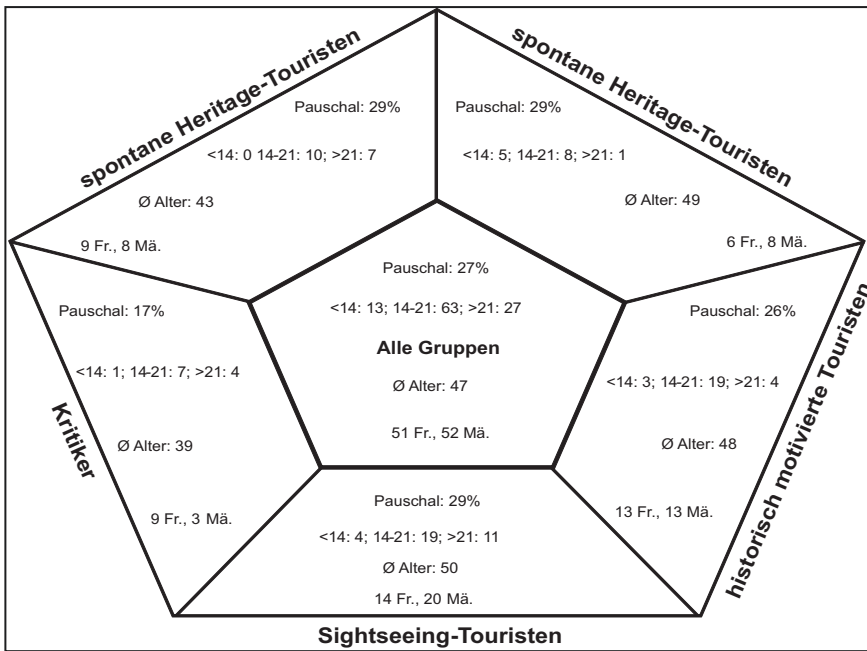 spontane Heritage-Touristen
Pauschal: 29%
<14: 0 14-21: 10; >21: 7
Ø Alter: 43
9 Fr., 8 Mä.
spontane Heritage-Touristen
Pauschal: 29%
<14: 5; 14-21: 8; >21: 1
Ø Alter: 49
6 Fr., 8 Mä.
Pauschal: 27%
<14: 13; 14-21: 63; >21: 27
Alle Gruppen
Ø Alter: 47
51 Fr., 52 Mä.
Kritiker
Pauschal: 17%
<14: 1; 14-21: 7; >21: 4
Ø Alter: 39
9 Fr., 3 Mä.
historisch motivierte Touristen
Pauschal: 26%
<14: 3; 14-21: 19; >21: 4
Ø Alter: 48
13 Fr., 13 Mä.
Pauschal: 29%
<14: 4; 14-21: 19; >21: 11
Ø Alter: 50
14 Fr., 20 Mä.
Sightseeing-Touristen